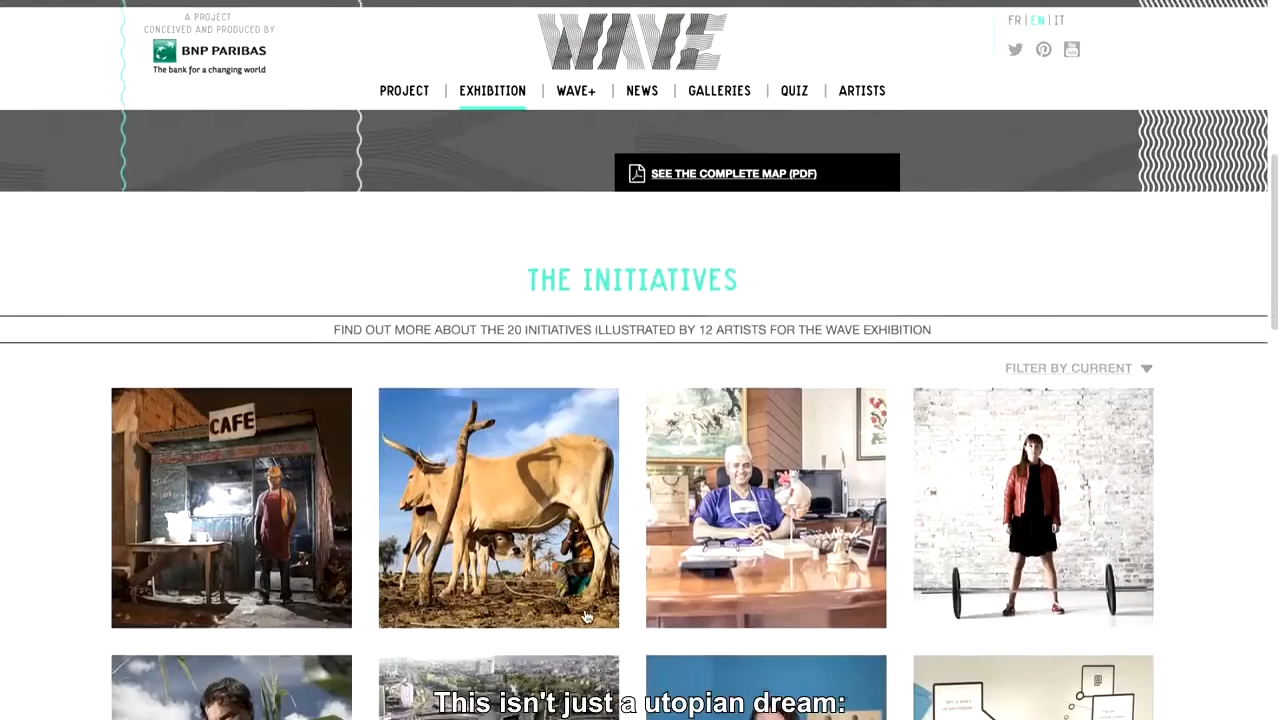 A PROJECT
CONCEIVED AND PRODUCED BY
BNP PARIBAS
The bank for a changing world
WAVE
FR | EN | IT
PROJECT | EXHIBITION | WAVE+ | NEWS | GALLERIES | QUIZ | ARTISTS
SEE THE COMPLETE MAP (PDF)
THE INITIATIVES
FIND OUT MORE ABOUT THE 20 INITIATIVES ILLUSTRATED BY 12 ARTISTS FOR THE WAVE EXHIBITION
FILTER BY CURRENT
CAFE
This isn't just a utopian dream: